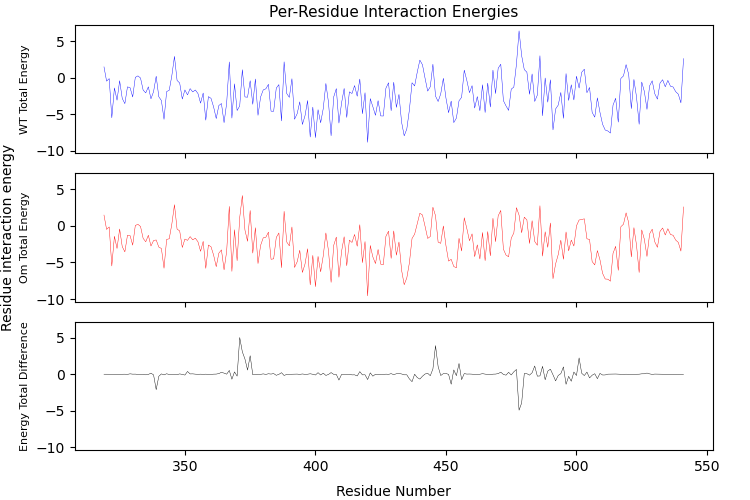 Per-Residue Interaction Energies
Residue interaction energy
WT Total Energy
5
0
−5
−10
Om Total Energy
5
0
−5
−10
Energy Total Difference
5
0
−5
−10
350
400
450
500
550
Residue Number